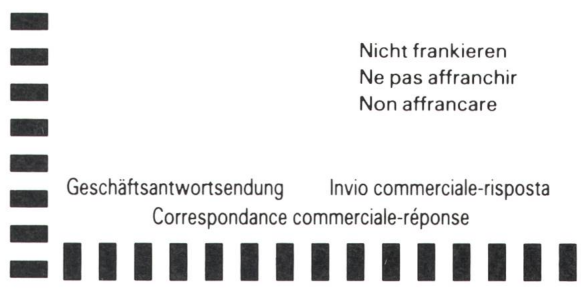 Nicht frankieren
Ne pas affranchir
Non affrancare
Geschäftsantwortsendung Invio commerciale-risposta
Correspondance commerciale-réponse